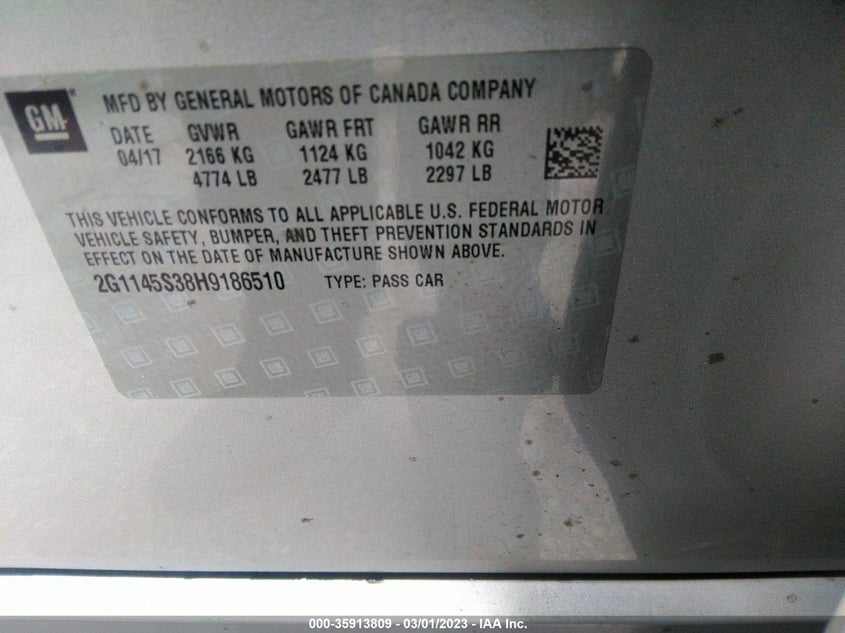 GM
MFD BY GENERAL MOTORS OF CANADA COMPANY
DATE GVWR GAWR FRT GAWR RR
04/17 2166 KG 1124 KG 1042 KG
4774 LB 2477 LB 2297 LB
THIS VEHICLE CONFORMS TO ALL APPLICABLE U.S. FEDERAL MOTOR
VEHICLE SAFETY, BUMPER, AND THEFT PREVENTION STANDARDS IN
EFFECT ON THE DATE OF MANUFACTURE SHOWN ABOVE.
2G1145S38H9186510 TYPE: PASS CAR
000-35913809 - 03/01/2023 - IAA Inc.